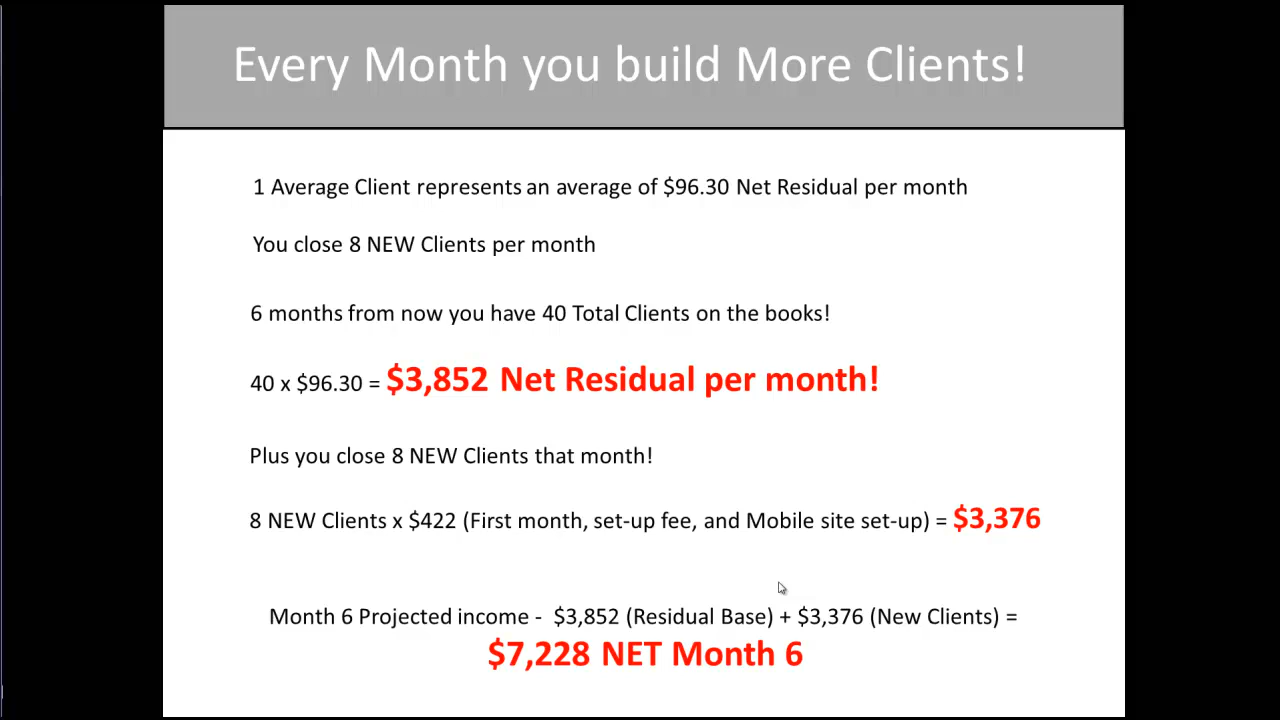 Every Month you build More Clients!
1 Average Client represents an average of $96.30 Net Residual per month
You close 8 NEW Clients per month
6 months from now you have 40 Total Clients on the books!
40 x $96.30 = $3,852 Net Residual per month!
Plus you close 8 NEW Clients that month!
8 NEW Clients x $422 (First month, set-up fee, and Mobile site set-up) = $3,376
Month 6 Projected income - $3,852 (Residual Base) + $3,376 (New Clients) =
$7,228 NET Month 6